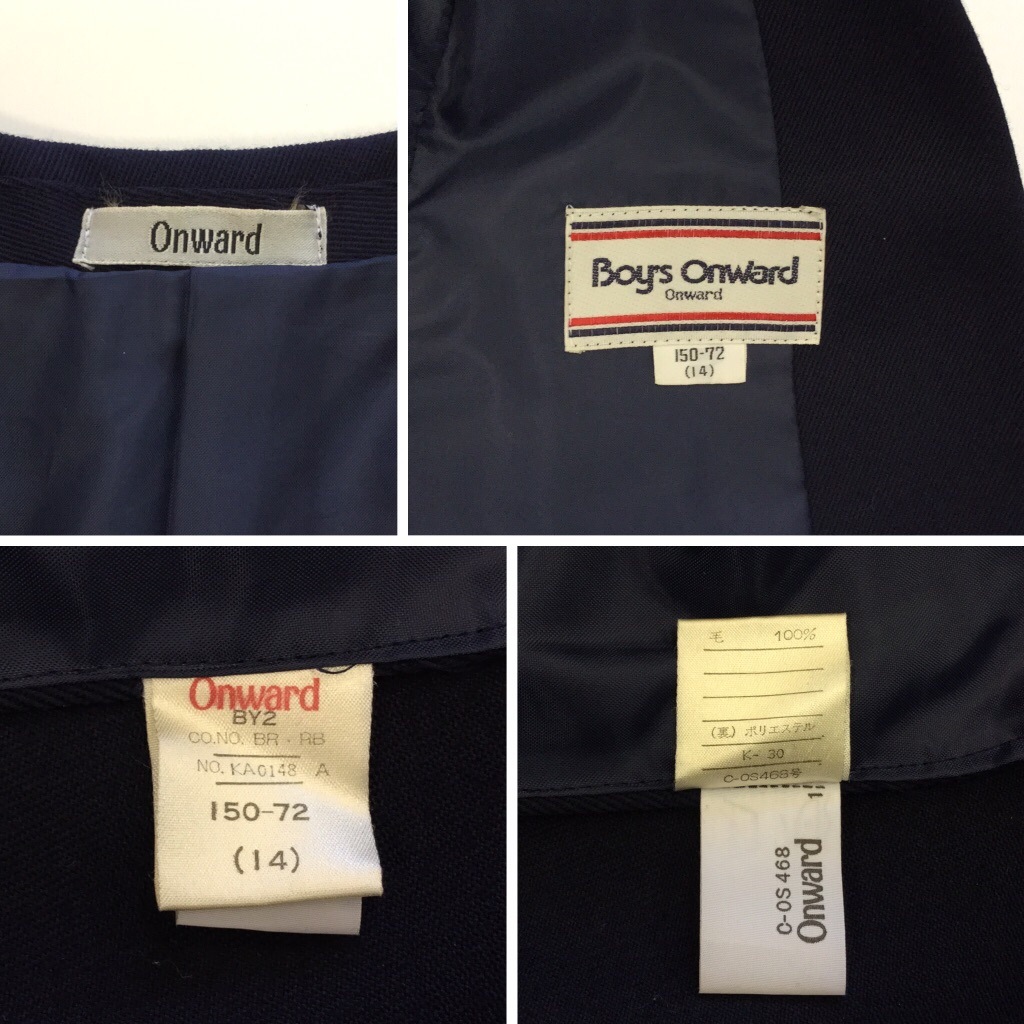 Onward
Boy's Onward
Onward
150-72
(14)
Onward
BY2
CO.NO. BR · RB
NO. KA0148 A
150-72
(14)
毛 100%
(裏) ポリエステル
K- 30
C-OS468号
C-OS468
Onward